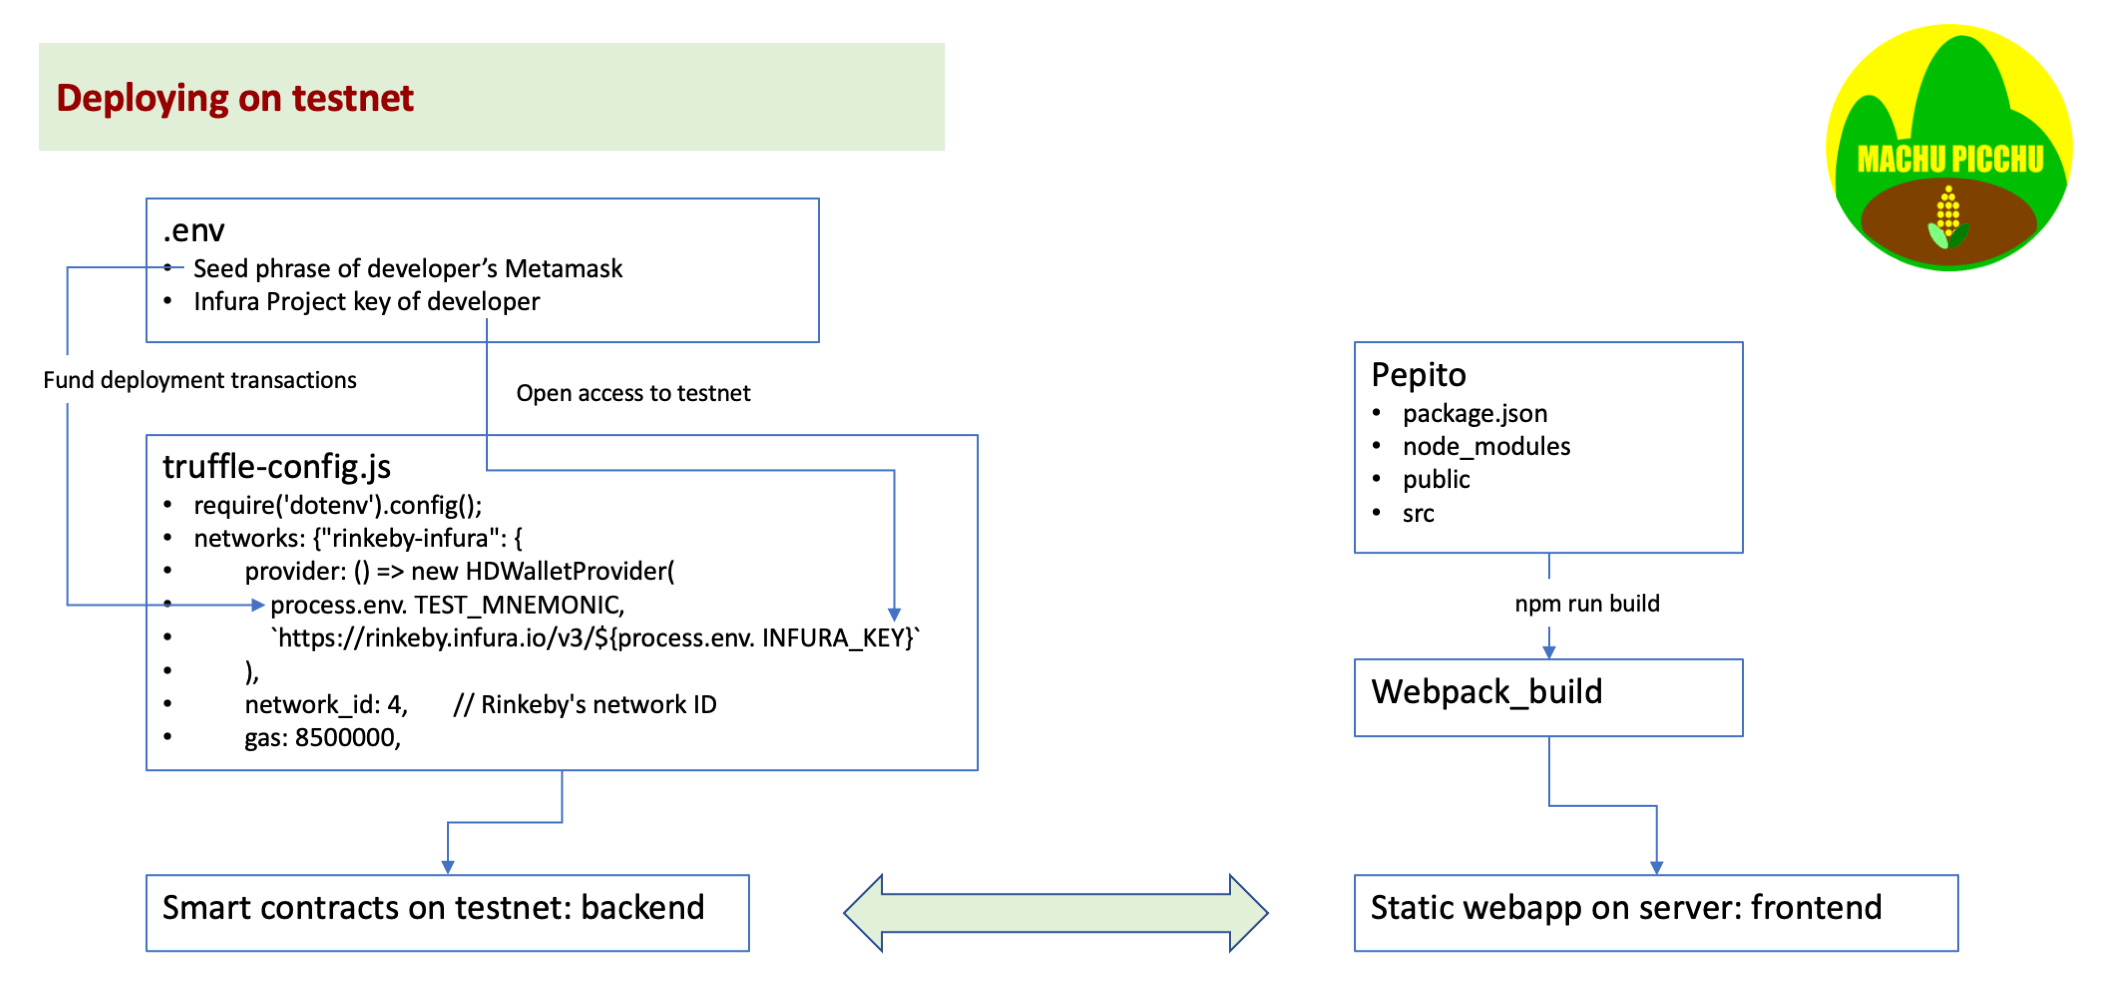 Deploying on testnet
MACHU PICCHU
.env
• Seed phrase of developer’s Metamask
• Infura Project key of developer
Fund deployment transactions
Open access to testnet
truffle-config.js
• require('dotenv').config();
• networks: {"rinkeby-infura": {
• provider: () => new HDWalletProvider(
• process.env. TEST_MNEMONIC,
• `https://rinkeby.infura.io/v3/${process.env. INFURA_KEY}`
• ),
• network_id: 4, // Rinkeby's network ID
• gas: 8500000,
Smart contracts on testnet: backend
Pepito
• package.json
• node_modules
• public
• src
npm run build
Webpack_build
Static webapp on server: frontend